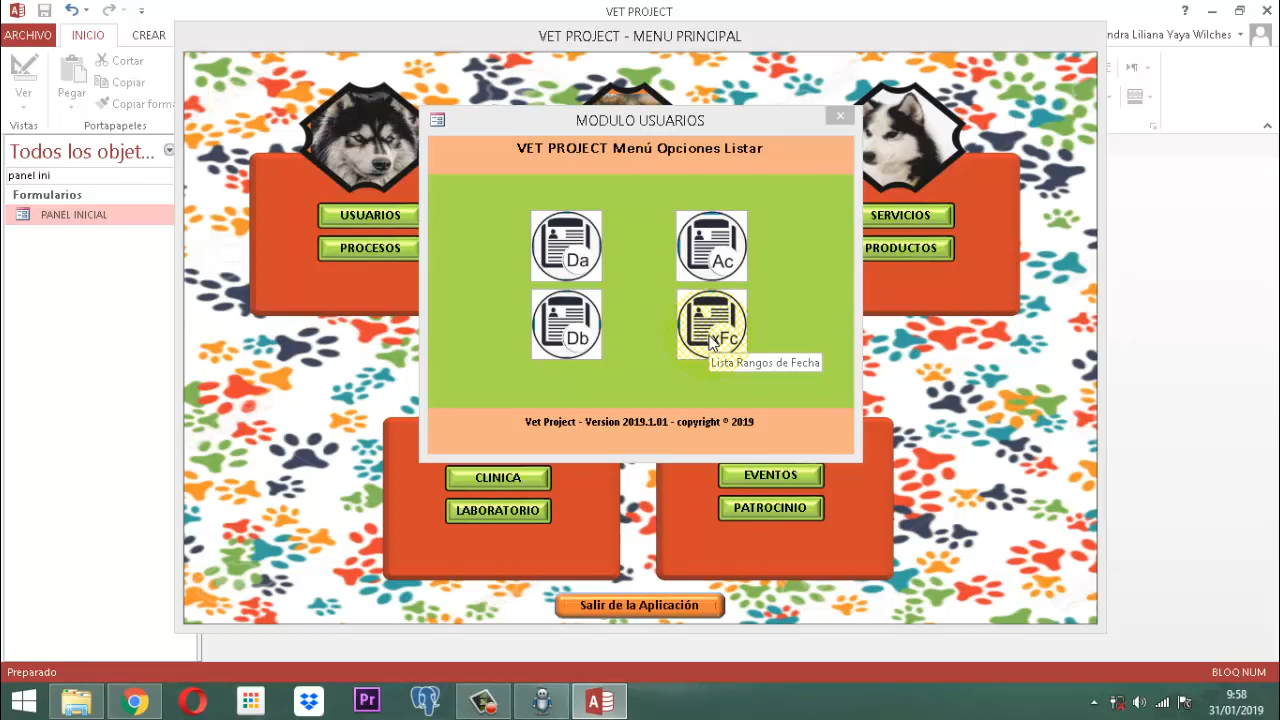 VET PROJECT
ARCHIVO
INICIO
CREAR
ndra Liliana Yaya Wilches
Ver
Pegar
Cortar
Copiar
Copiar forma
Vistas
Portapapeles
VET PROJECT - MENU PRINCIPAL
Todos los objet...
panel ini
Formularios
PANEL INICIAL
MODULO USUARIOS
VET PROJECT Menú Opciones Listar
Da
Ac
Db
xFc
Lista Rangos de Fecha
Vet Project - Version 2019.1.01 - copyright ® 2019
USUARIOS
PROCESOS
SERVICIOS
PRODUCTOS
CLINICA
LABORATORIO
EVENTOS
PATROCINIO
Salir de la Aplicación
Preparado
BLOQ NUM
Pr
9:58
31/01/2019